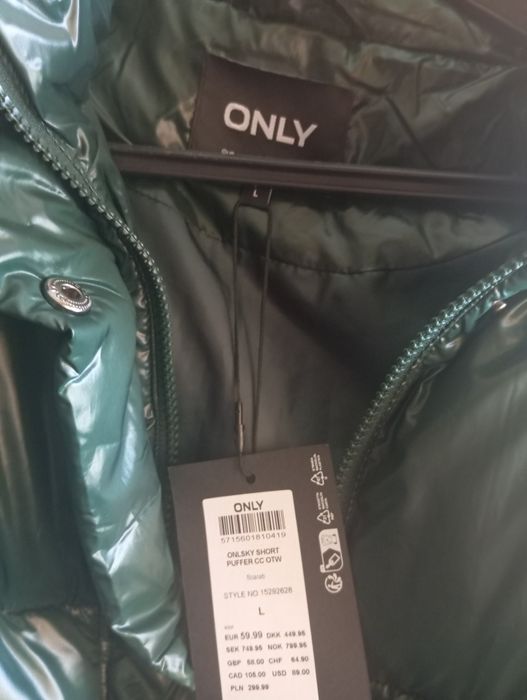 ONLY
L
ONLY
5715601810419
ONLSKY SHORT
PUFFER CC OTW
Scarab
STYLE NO.15292628
L
RRP
EUR 59.99 DKK 449.95
SEK 749.95 NOK 799.95
GBP 58.00 CHF 64.90
CAD 105.00 USD 89.00
PLN 299.99